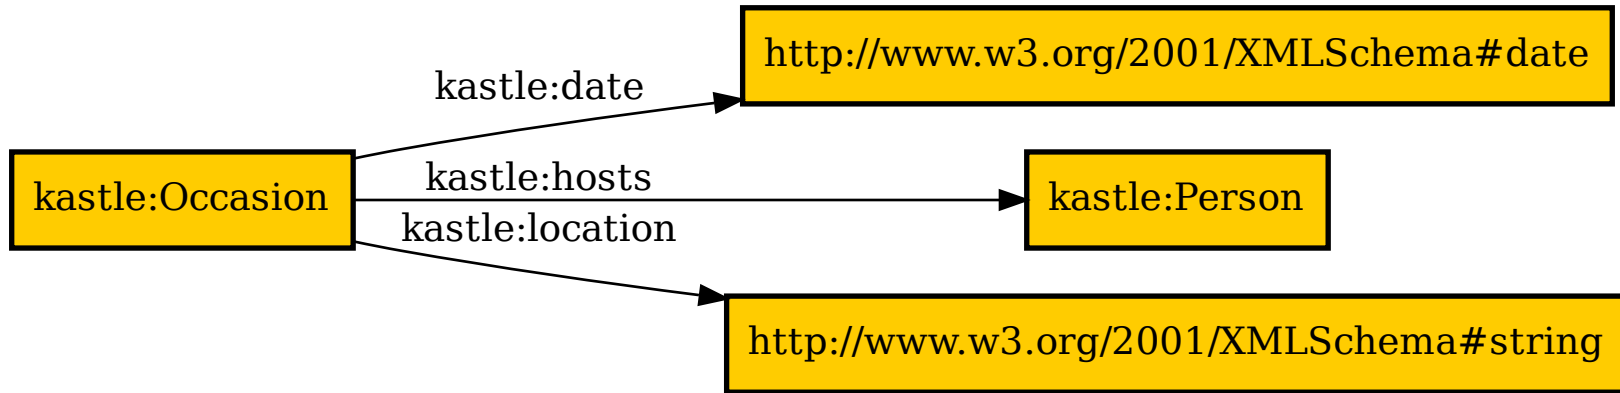 kastle:Occasion
kastle:date
http://www.w3.org/2001/XMLSchema#date
kastle:hosts
kastle:Person
kastle:location
http://www.w3.org/2001/XMLSchema#string